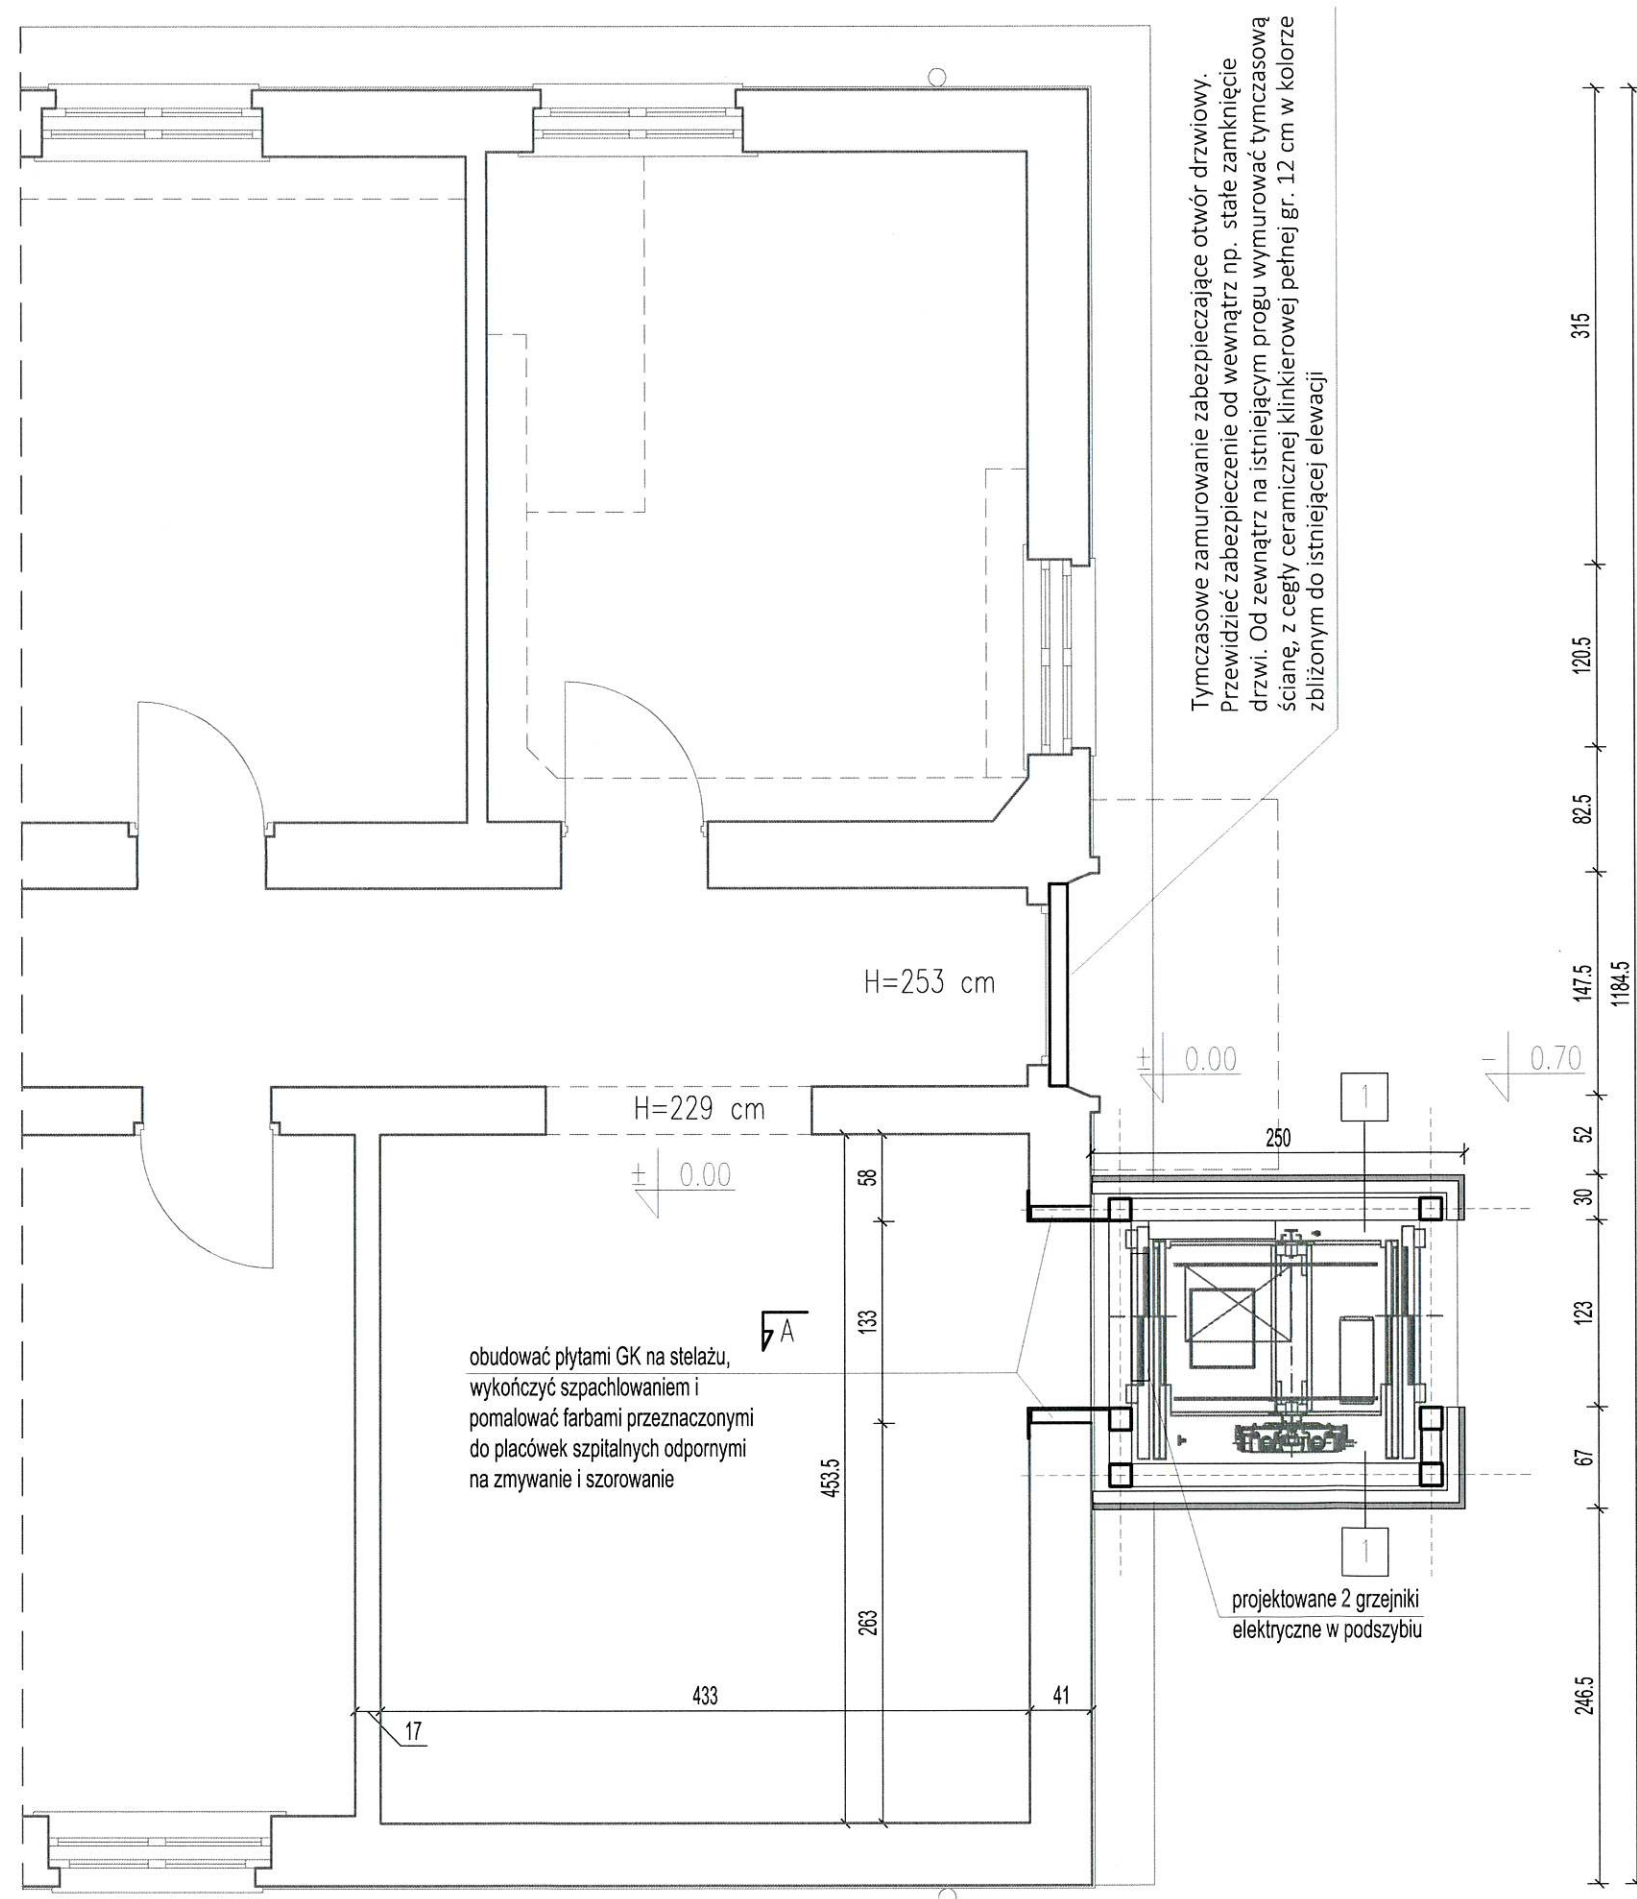 Tymczasowe zamurowanie zabezpieczające otwór drzwiowy.
Przewidzieć zabezpieczenie od wewnątrz np. stałe zamknięcie
drzwi. Od zewnątrz na istniejącym progu wymurować tymczasową
ścianę, z cegły ceramicznej klinkierowej pełnej gr. 12 cm w kolorze
zbliżonym do istniejącej elewacji
315
120.5
82.5
147.5
1184.5
H=253 cm
± 0.00
- 0.70
1
H=229 cm
250
52
± 0.00
58
30
133
123
A
obudować płytami GK na stelażu,
wykończyć szpachlowaniem i
pomalować farbami przeznaczonymi
do placówek szpitalnych odpornymi
na zmywanie i szorowanie
453.5
67
1
projektowane 2 grzejniki
elektryczne w podszybiu
263
246.5
433
41
17